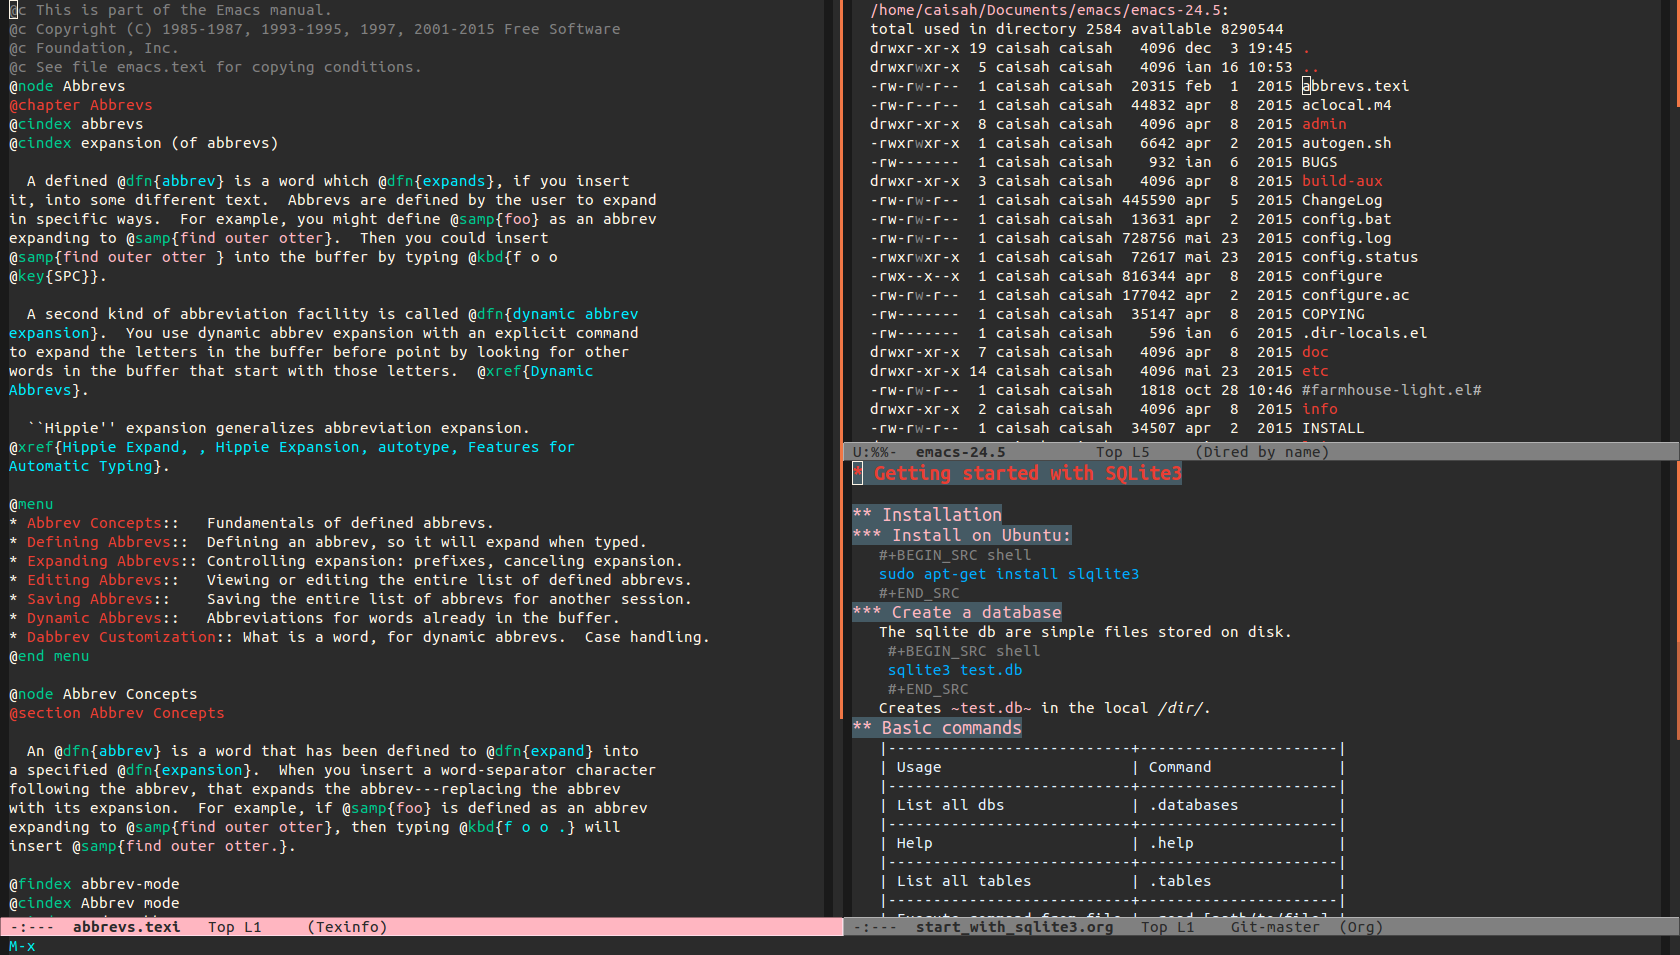 @c This is part of the Emacs manual.
@c Copyright (C) 1985-1987, 1993-1995, 1997, 2001-2015 Free Software
@c Foundation, Inc.
@c See file emacs.texi for copying conditions.
@node Abbrevs
@chapter Abbrevs
@cindex abbrevs
@cindex expansion (of abbrevs)
A defined @dfn{abbrev} is a word which @dfn{expands}, if you insert
it, into some different text.  Abbrevs are defined by the user to expand
in specific ways.  For example, you might define @samp{foo} as an abbrev
expanding to @samp{find outer otter}.  Then you could insert
@samp{find outer otter } into the buffer by typing @kbd{f o o
@key{SPC}}.
A second kind of abbreviation facility is called @dfn{dynamic abbrev
expansion}.  You use dynamic abbrev expansion with an explicit command
to expand the letters in the buffer before point by looking for other
words in the buffer that start with those letters.  @xref{Dynamic
Abbrevs}.
``Hippie'' expansion generalizes abbreviation expansion.
@xref{Hippie Expand, , Hippie Expansion, autotype, Features for
Automatic Typing}.
@menu
* Abbrev Concepts::   Fundamentals of defined abbrevs.
* Defining Abbrevs::  Defining an abbrev, so it will expand when typed.
* Expanding Abbrevs:: Controlling expansion: prefixes, canceling expansion.
* Editing Abbrevs::   Viewing or editing the entire list of defined abbrevs.
* Saving Abbrevs::    Saving the entire list of abbrevs for another session.
* Dynamic Abbrevs::   Abbreviations for words already in the buffer.
* Dabbrev Customization:: What is a word, for dynamic abbrevs.  Case handling.
@end menu
@node Abbrev Concepts
@section Abbrev Concepts
An @dfn{abbrev} is a word that has been defined to @dfn{expand} into
a specified @dfn{expansion}.  When you insert a word-separator character
following the abbrev, that expands the abbrev---replacing the abbrev
with its expansion.  For example, if @samp{foo} is defined as an abbrev
expanding to @samp{find outer otter}, then typing @kbd{f o o .} will
insert @samp{find outer otter.}.
@findex abbrev-mode
@cindex Abbrev mode
-:---  abbrevs.texi   Top L1     (Texinfo)
M-x
/home/caisah/Documents/emacs/emacs-24.5:
total used in directory 2584 available 8290544
drwxr-xr-x 19 caisah caisah   4096 dec  3 19:45 .
drwxrwxr-x  5 caisah caisah   4096 ian 16 10:53 ..
-rw-rw-r--  1 caisah caisah  20315 feb  1  2015 abbrevs.texi
-rw-r--r--  1 caisah caisah  44832 apr  8  2015 aclocal.m4
drwxr-xr-x  8 caisah caisah   4096 apr  8  2015 admin
-rwxrwxr-x  1 caisah caisah   6642 apr  2  2015 autogen.sh
-rw-------  1 caisah caisah    932 ian  6  2015 BUGS
drwxr-xr-x  3 caisah caisah   4096 apr  8  2015 build-aux
-rw-rw-r--  1 caisah caisah 445590 apr  5  2015 ChangeLog
-rw-rw-r--  1 caisah caisah  13631 apr  2  2015 config.bat
-rw-rw-r--  1 caisah caisah 728756 mai 23  2015 config.log
-rwxrwxr-x  1 caisah caisah  72617 mai 23  2015 config.status
-rwx--x--x  1 caisah caisah 816344 apr  8  2015 configure
-rw-rw-r--  1 caisah caisah 177042 apr  2  2015 configure.ac
-rw-------  1 caisah caisah  35147 apr  8  2015 COPYING
-rw-------  1 caisah caisah    596 ian  6  2015 .dir-locals.el
drwxr-xr-x  7 caisah caisah   4096 apr  8  2015 doc
drwxr-xr-x 14 caisah caisah   4096 mai 23  2015 etc
-rw-rw-r--  1 caisah caisah   1818 oct 28 10:46 #farmhouse-light.el#
drwxr-xr-x  2 caisah caisah   4096 apr  8  2015 info
-rw-rw-r--  1 caisah caisah  34507 apr  2  2015 INSTALL
U:%%-  emacs-24.5          Top L5     (Dired by name)
* Getting started with SQLite3
** Installation
*** Install on Ubuntu:
#+BEGIN_SRC shell
sudo apt-get install slqlite3
#+END_SRC
*** Create a database
The sqlite db are simple files stored on disk.
#+BEGIN_SRC shell
sqlite3 test.db
#+END_SRC
Creates ~test.db~ in the local /dir/.
** Basic commands
|---------------------------+----------------------|
| Usage                     | Command              |
|---------------------------+----------------------|
| List all dbs              | .databases           |
|---------------------------+----------------------|
| Help                      | .help                |
|---------------------------+----------------------|
| List all tables           | .tables              |
|---------------------------+----------------------|
-:---  start_with_sqlite3.org   Top L1    Git-master  (Org)